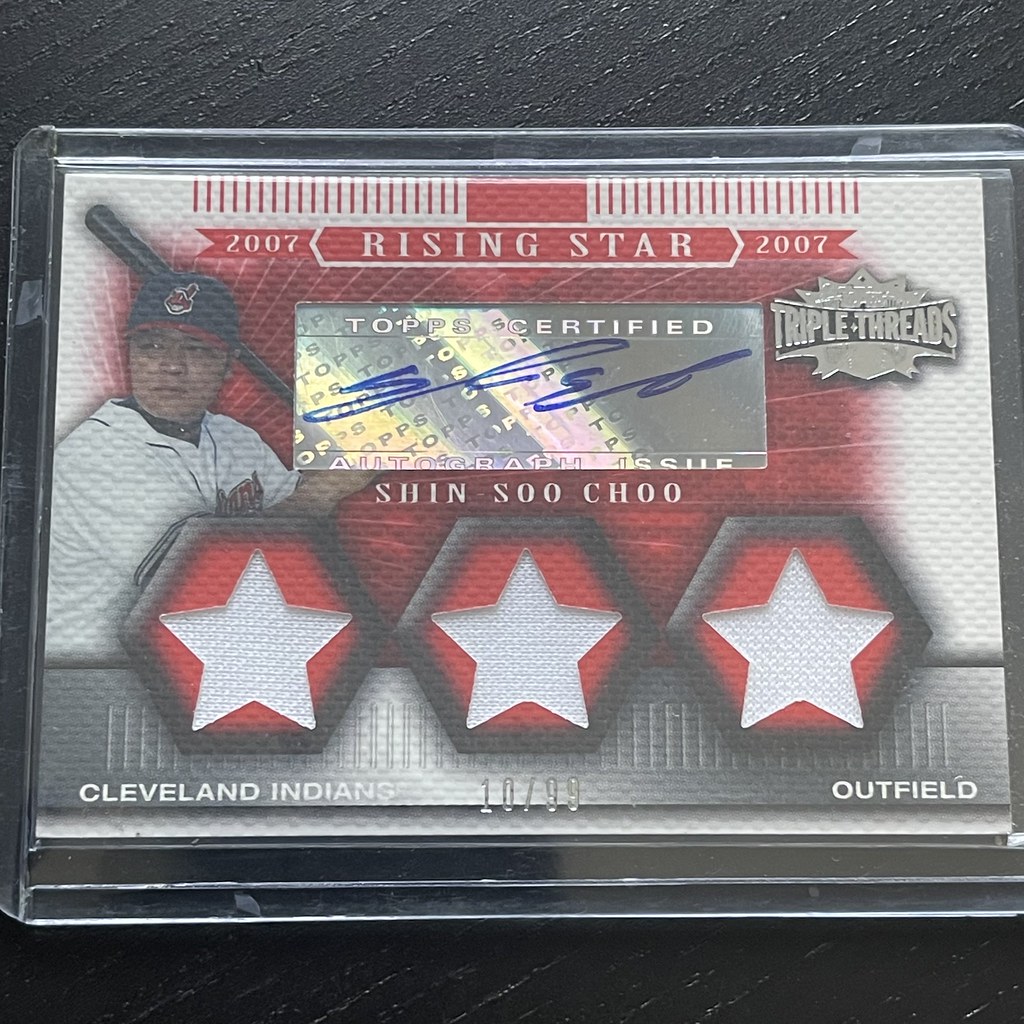 2007 RISING STAR 2007
TRIPLE THREADS
TOPPS CERTIFIED
AUTOGRAPH ISSUE
SHIN-SOO CHOO
CLEVELAND INDIANS
10/99
OUTFIELD